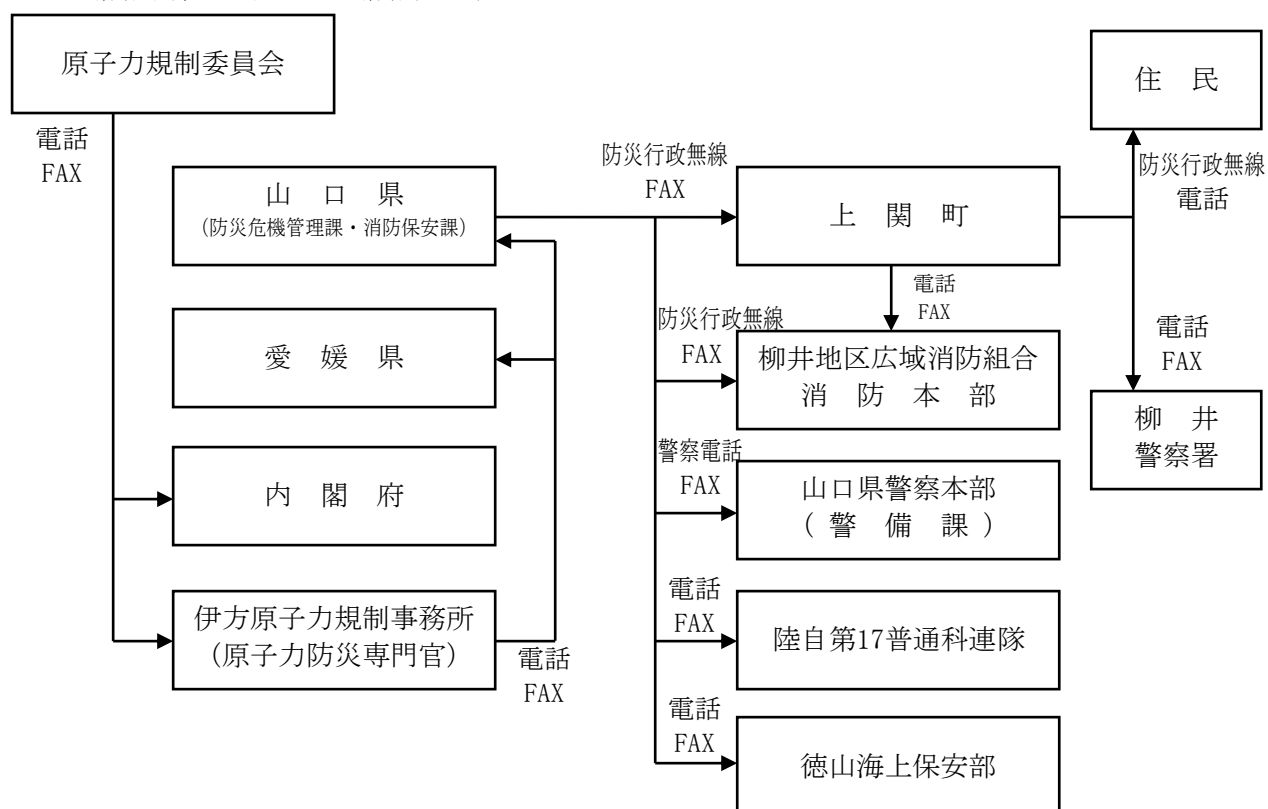 原子力規制委員会
電話
FAX
山口県
(防災危機管理課・消防保安課)
愛媛県
内閣府
伊方原子力規制事務所
(原子力防災専門官)
電話
FAX
防災行政無線
FAX
上関町
電話
FAX
防災行政無線
FAX
柳井地区広域消防組合
消防本部
警察電話
FAX
山口県警察本部
(警備課)
電話
FAX
陸自第17普通科連隊
電話
FAX
徳山海上保安部
住民
防災行政無線
電話
電話
FAX
柳井
警察署